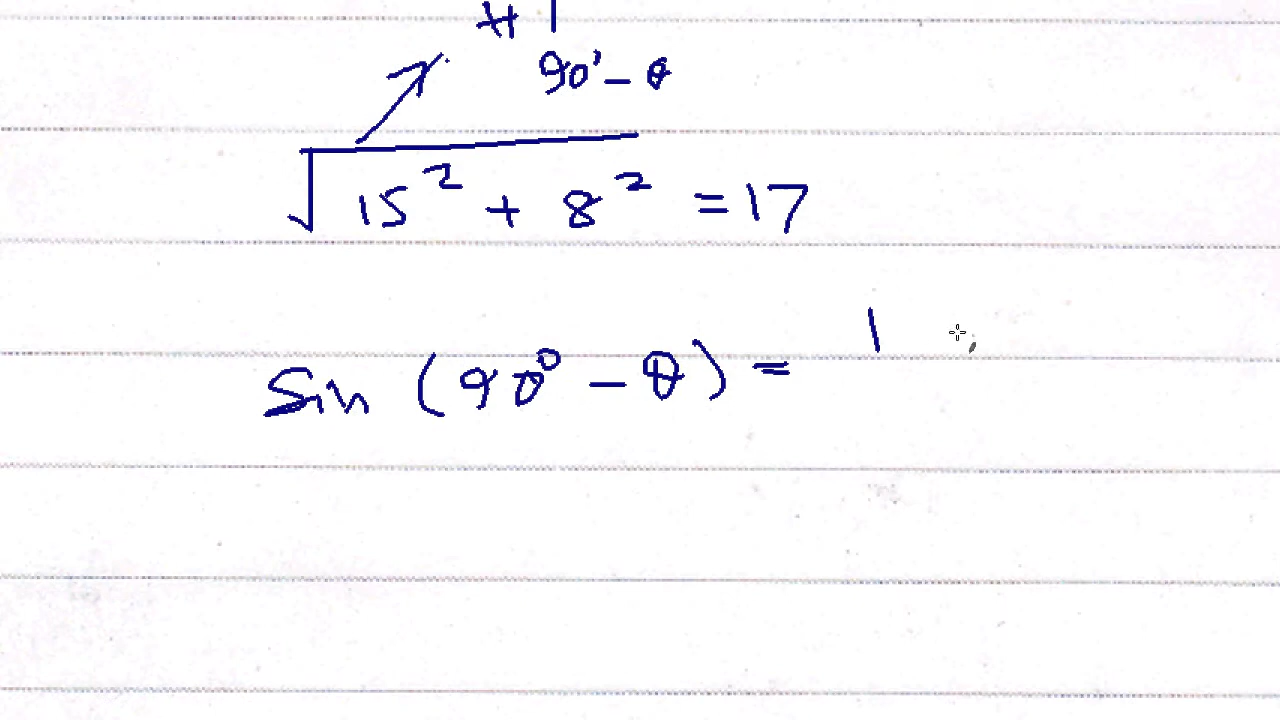 H
90° - θ
√15² + 8² = 17
Sin (90° - θ) = 1